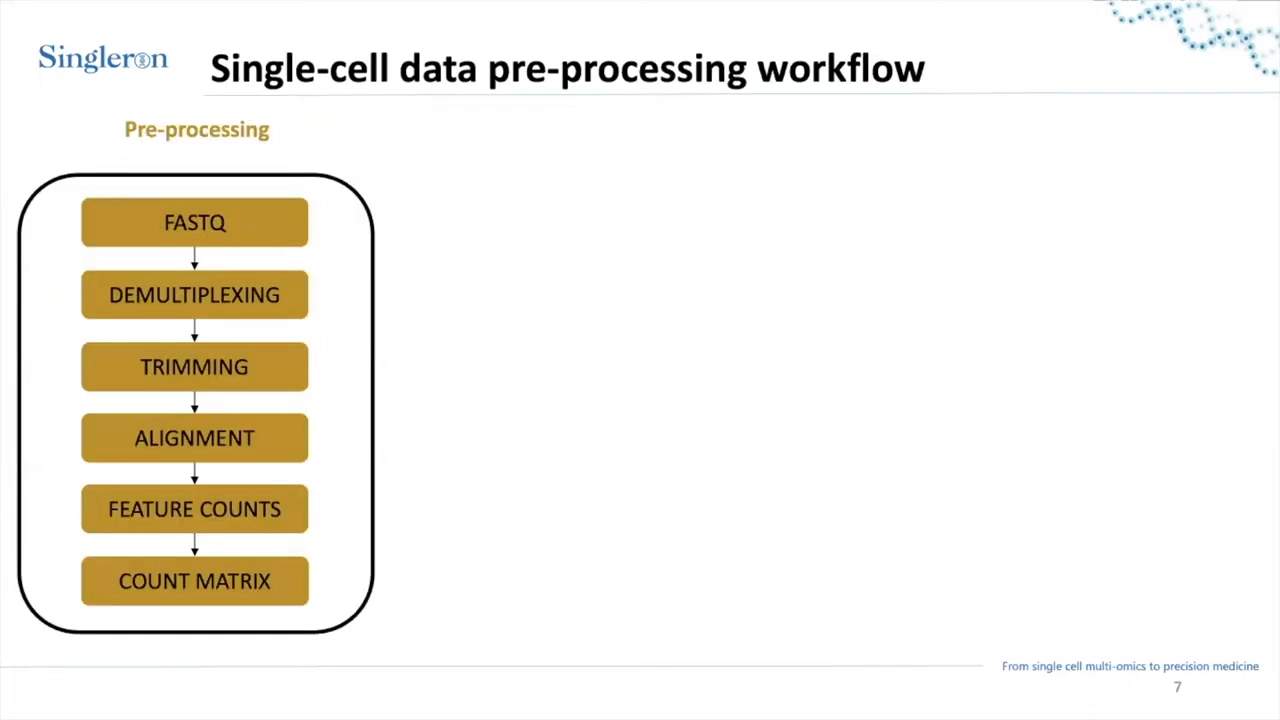 Singleron
Single-cell data pre-processing workflow
Pre-processing
FASTQ
DEMULTIPLEXING
TRIMMING
ALIGNMENT
FEATURE COUNTS
COUNT MATRIX
From single cell multi-omics to precision medicine
7